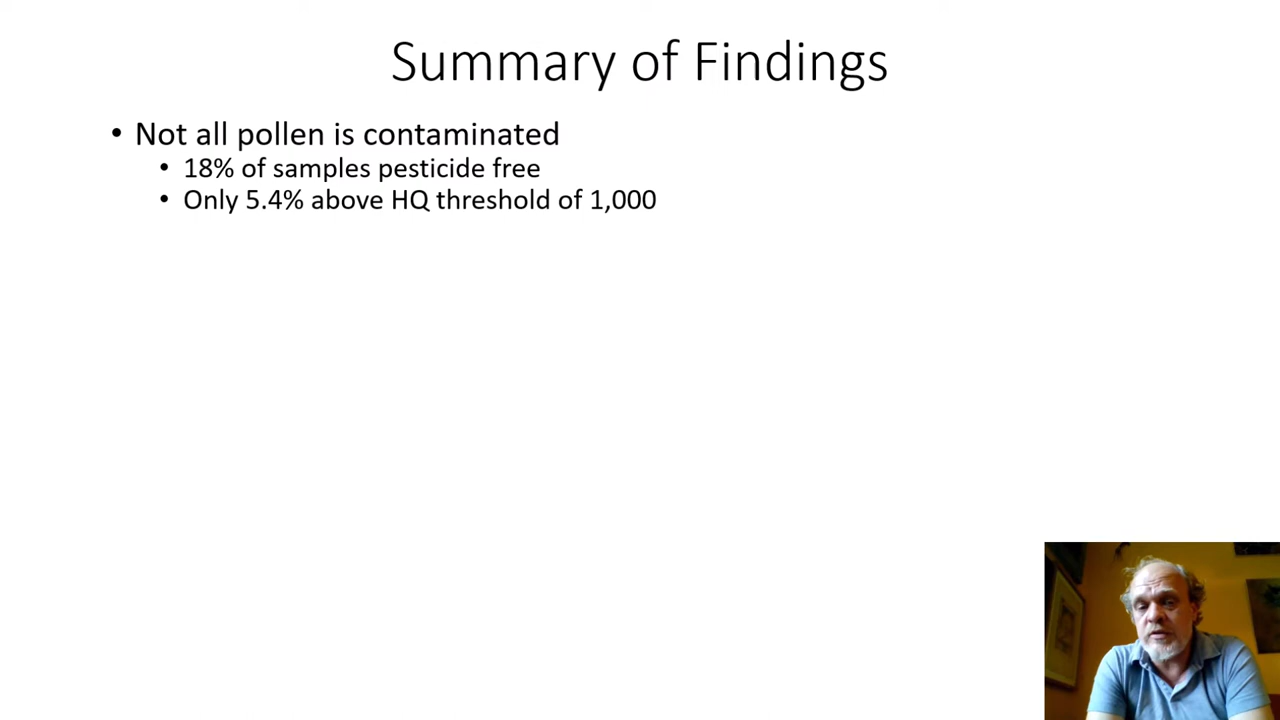 Summary of Findings
• Not all pollen is contaminated
• 18% of samples pesticide free
• Only 5.4% above HQ threshold of 1,000